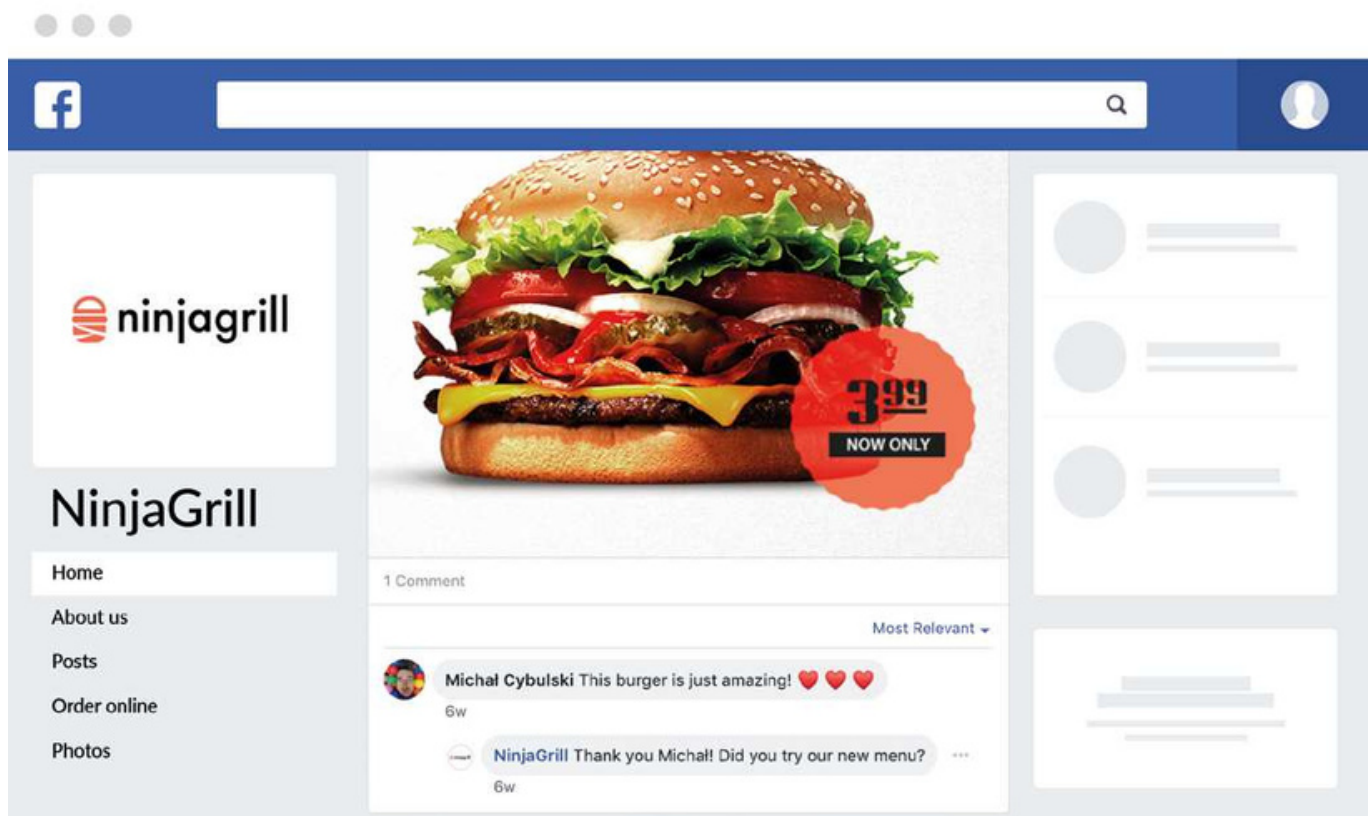 f
ninjagrill
NinjaGrill
Home
About us
Posts
Order online
Photos
3.99
NOW ONLY
1 Comment
Most Relevant
Michał Cybulski This burger is just amazing! ❤️ ❤️ ❤️
6w
NinjaGrill Thank you Michał! Did you try our new menu?
6w